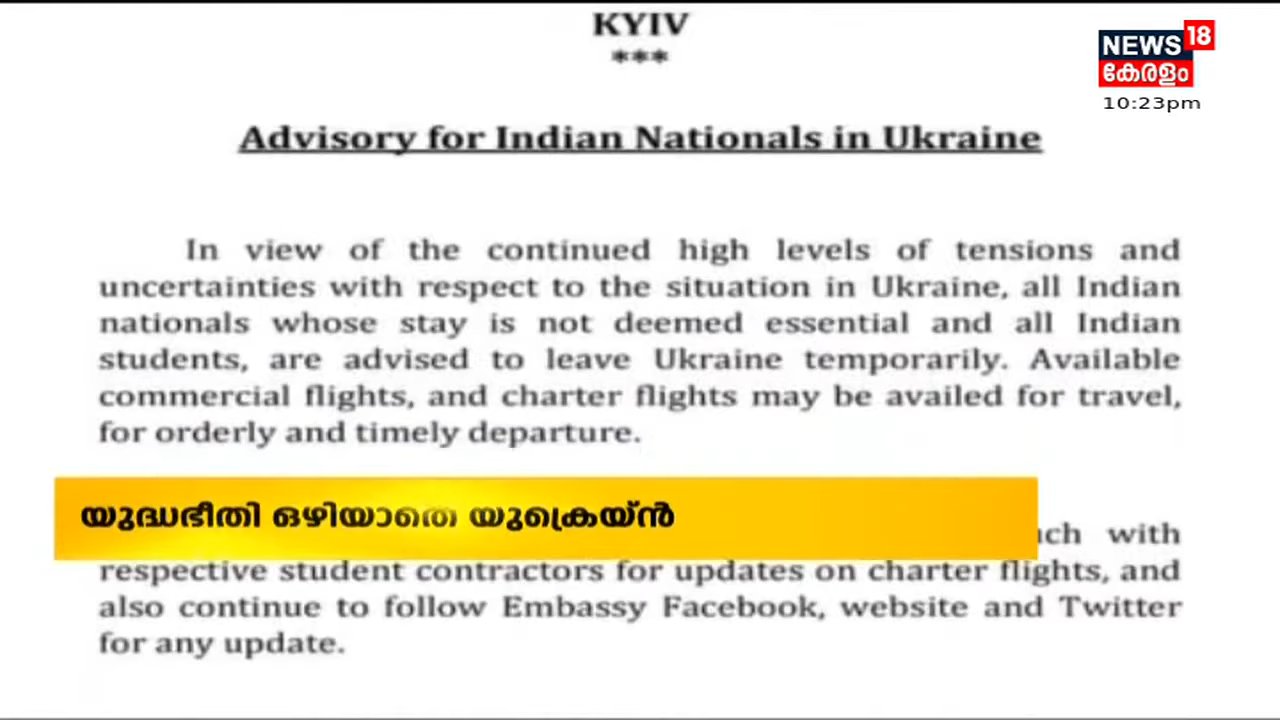 KYIV
***
NEWS 18
കേരളം
10:23pm
Advisory for Indian Nationals in Ukraine
In view of the continued high levels of tensions and
uncertainties with respect to the situation in Ukraine, all Indian
nationals whose stay is not deemed essential and all Indian
students, are advised to leave Ukraine temporarily. Available
commercial flights, and charter flights may be availed for travel,
for orderly and timely departure.
യുദ്ധഭീതി ഒഴിയാതെ യുക്രെയ്ൻ
with
respective student contractors for updates on charter flights, and
also continue to follow Embassy Facebook, website and Twitter
for any update.